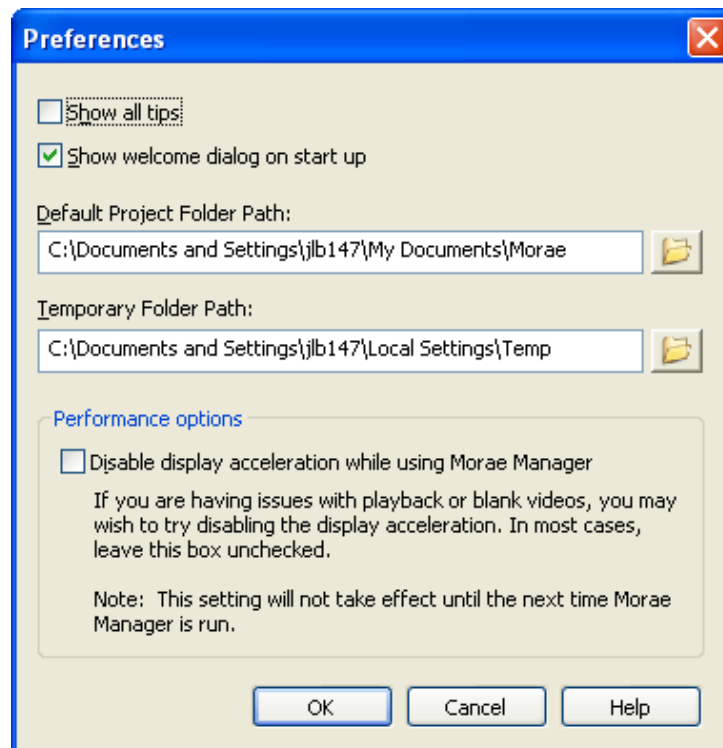 Preferences
Show all tips
Show welcome dialog on start up
Default Project Folder Path:
C:\Documents and Settings\jlb147\My Documents\Morae
Temporary Folder Path:
C:\Documents and Settings\jlb147\Local Settings\Temp
Performance options
Disable display acceleration while using Morae Manager
If you are having issues with playback or blank videos, you may
wish to try disabling the display acceleration. In most cases,
leave this box unchecked.
Note:  This setting will not take effect until the next time Morae
Manager is run.
OK Cancel Help